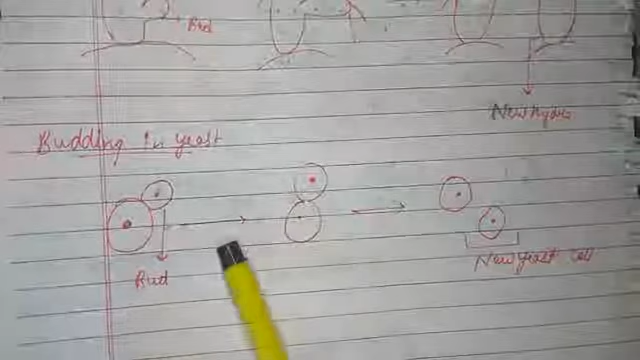 Bud
New hydra
Budding In yeast
Bud
New yeast cell